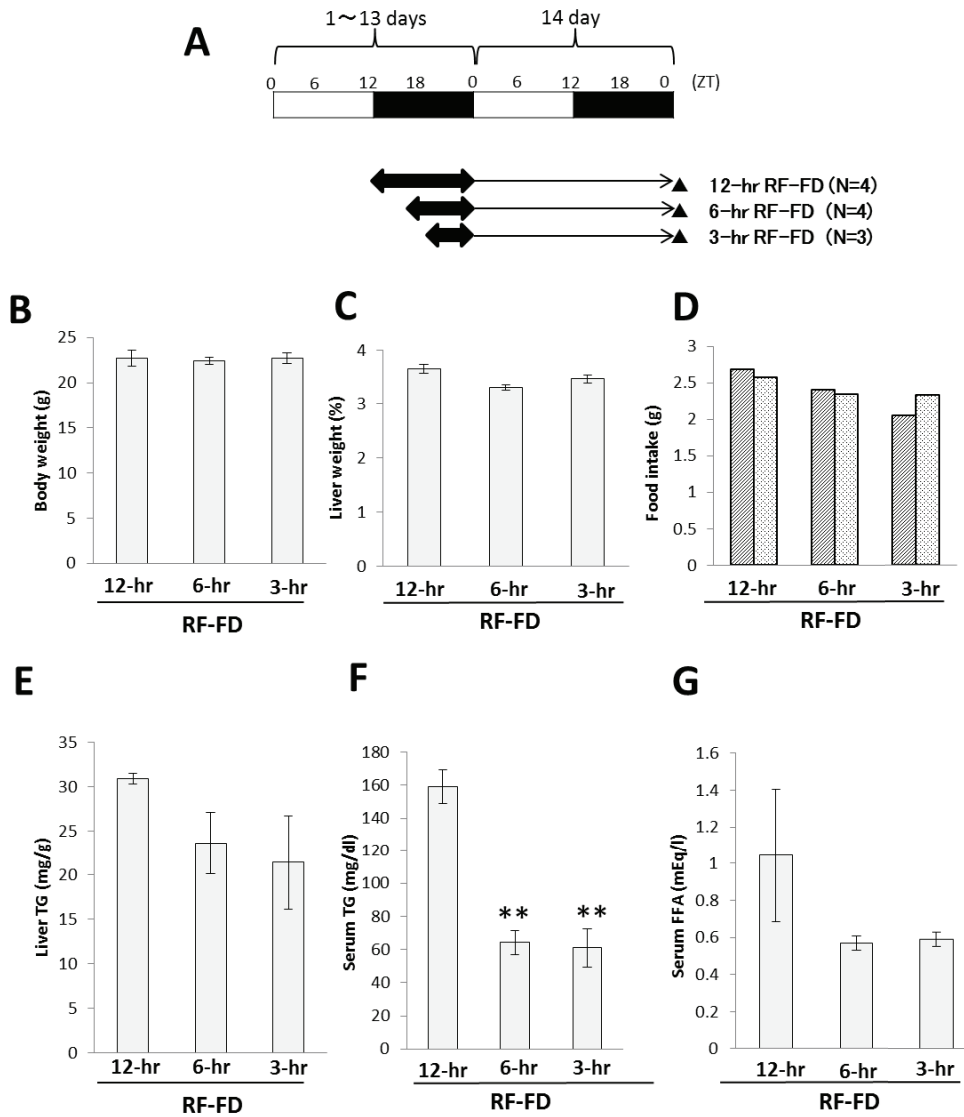 A
1～13 days
14 day
0 6 12 18 0 6 12 18 0 (ZT)
12-hr RF-FD (N=4)
6-hr RF-FD (N=4)
3-hr RF-FD (N=3)
B
Body weight (g)
25
20
15
10
5
0
12-hr 6-hr 3-hr
RF-FD
C
Liver weight (%)
4
3
2
1
0
12-hr 6-hr 3-hr
RF-FD
D
Food intake (g)
3
2.5
2
1.5
1
0.5
0
12-hr 6-hr 3-hr
RF-FD
E
Liver TG (mg/g)
35
30
25
20
15
10
5
0
12-hr 6-hr 3-hr
RF-FD
F
Serum TG (mg/dl)
180
160
140
120
100
80
60
40
20
0
** **
12-hr 6-hr 3-hr
RF-FD
G
Serum FFA (mEq/l)
1.6
1.4
1.2
1
0.8
0.6
0.4
0.2
0
12-hr 6-hr 3-hr
RF-FD